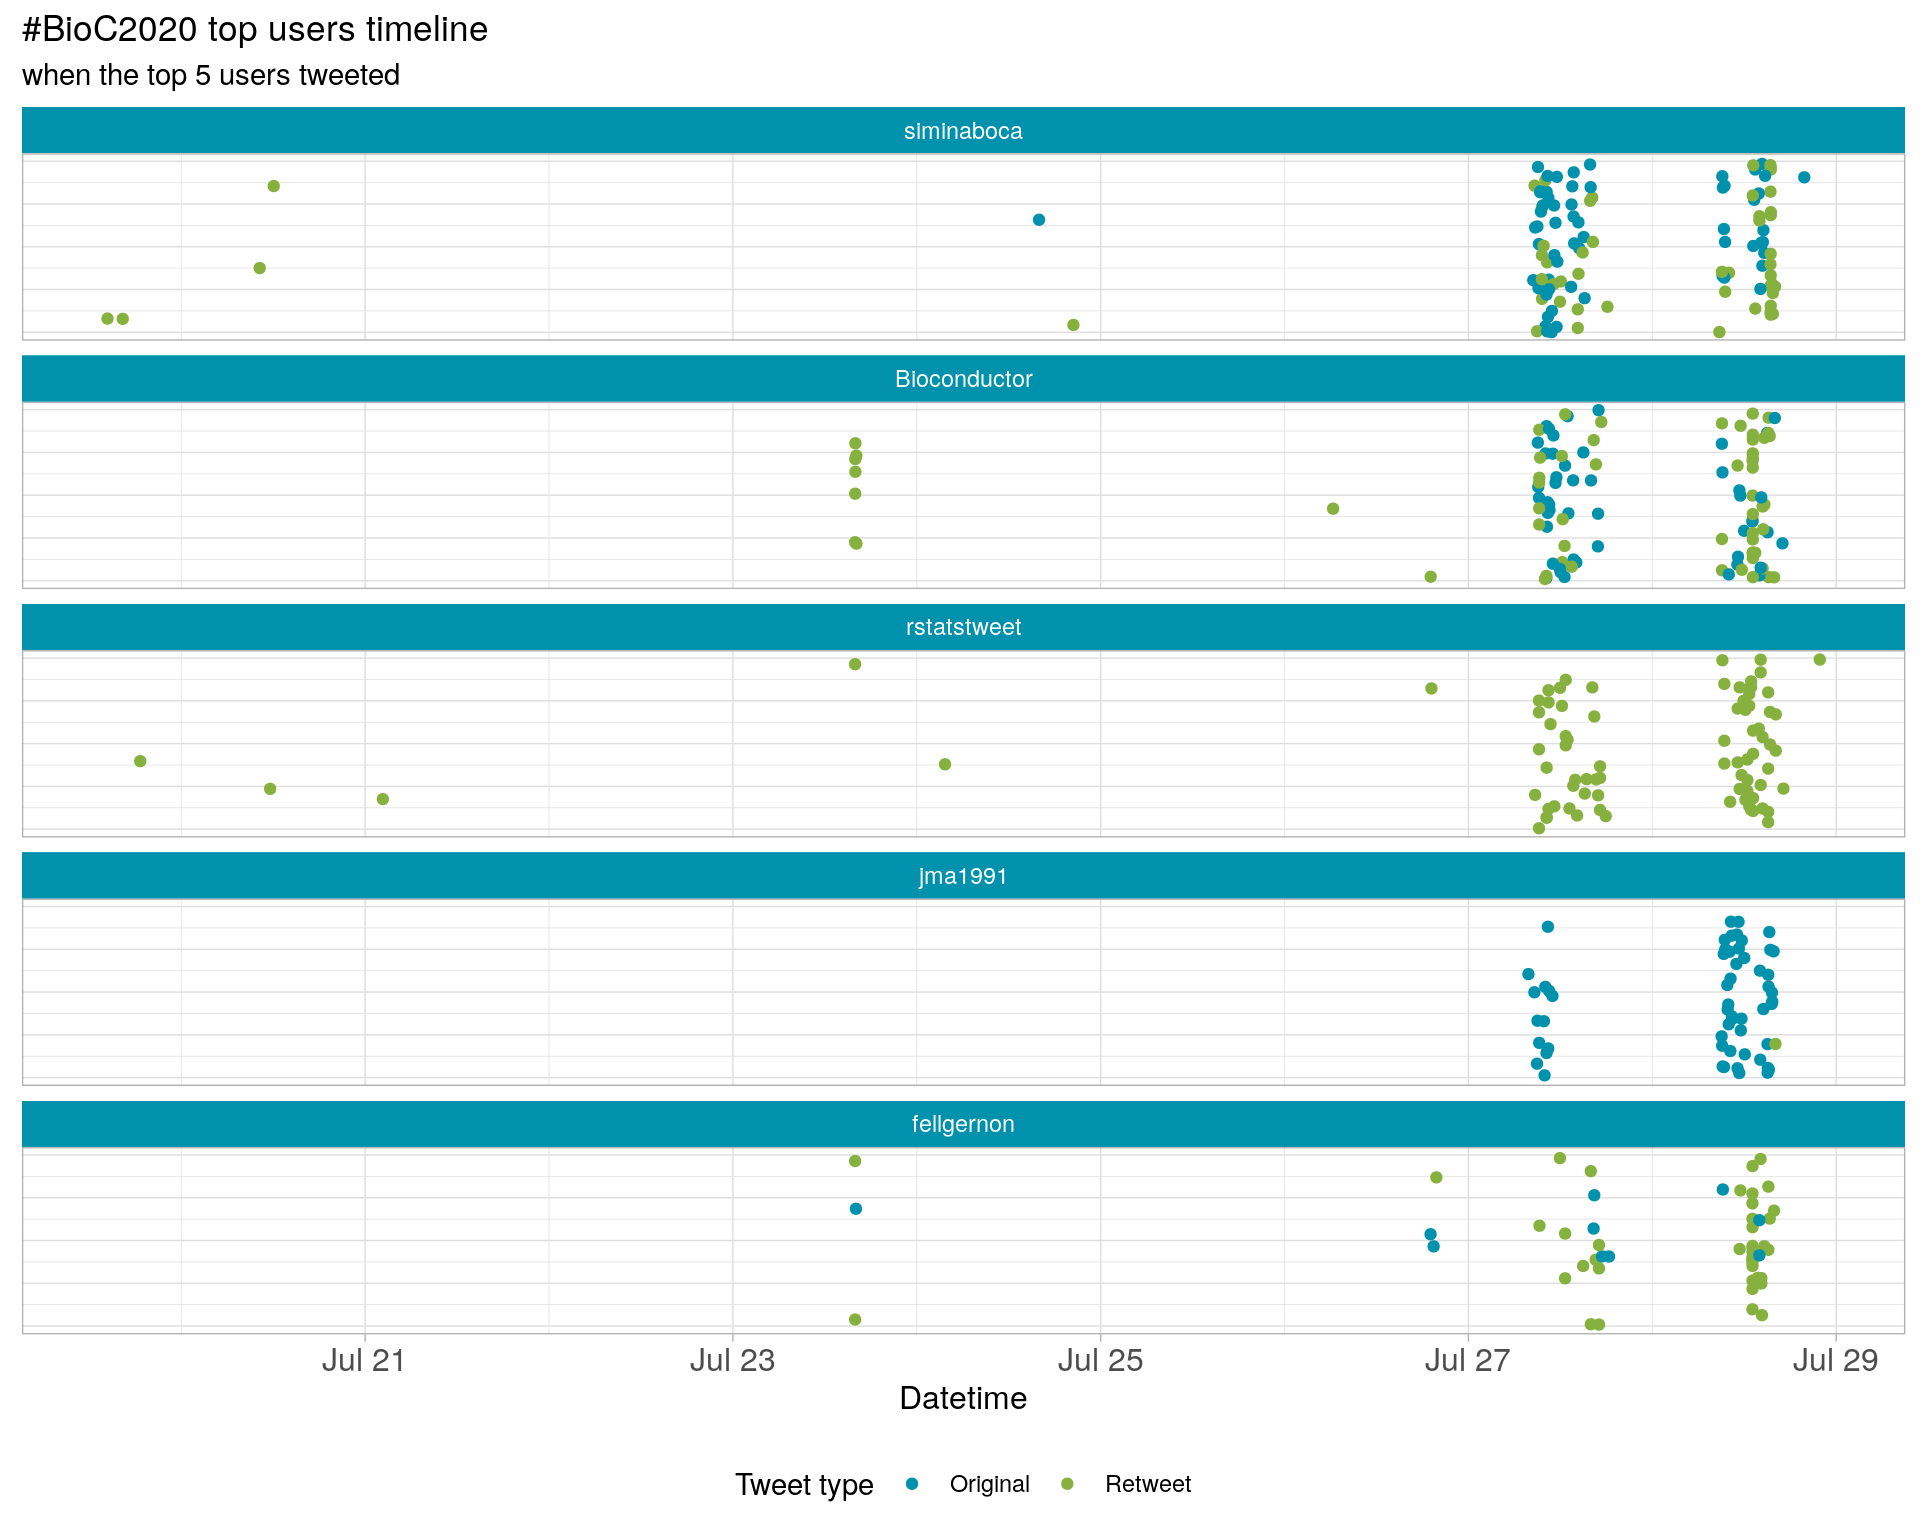 #BioC2020 top users timeline
when the top 5 users tweeted
siminaboca
Bioconductor
rstatstweet
jma1991
fellgernon
Jul 21 Jul 23 Jul 25 Jul 27 Jul 29
Datetime
Tweet type Original Retweet